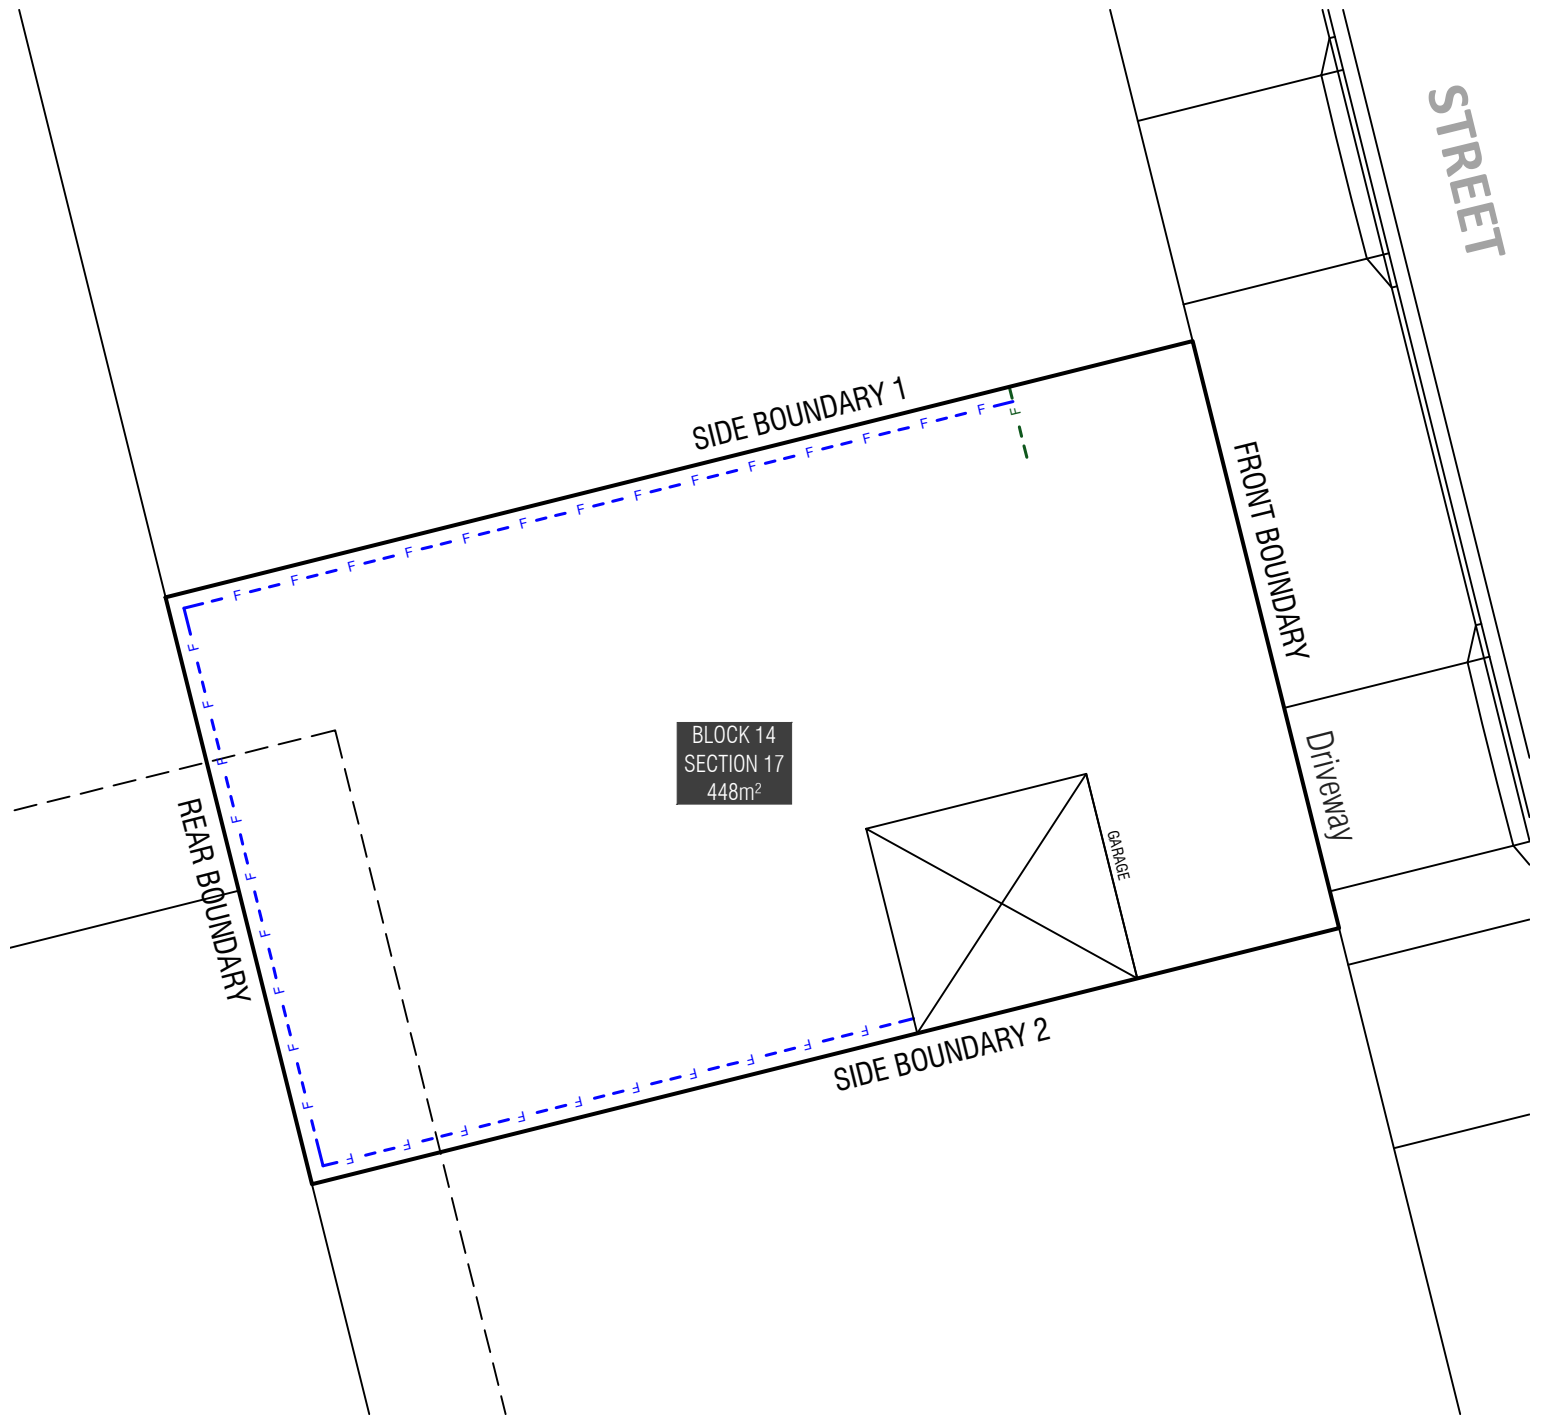 STREET
SIDE BOUNDARY 1
F F F F F F F F F F F F F F
F
FRONT BOUNDARY
F F F F F F F F F
BLOCK 14
SECTION 17
448m²
Driveway
REAR BOUNDARY
GARAGE
SIDE BOUNDARY 2
F F F F F F F F F F